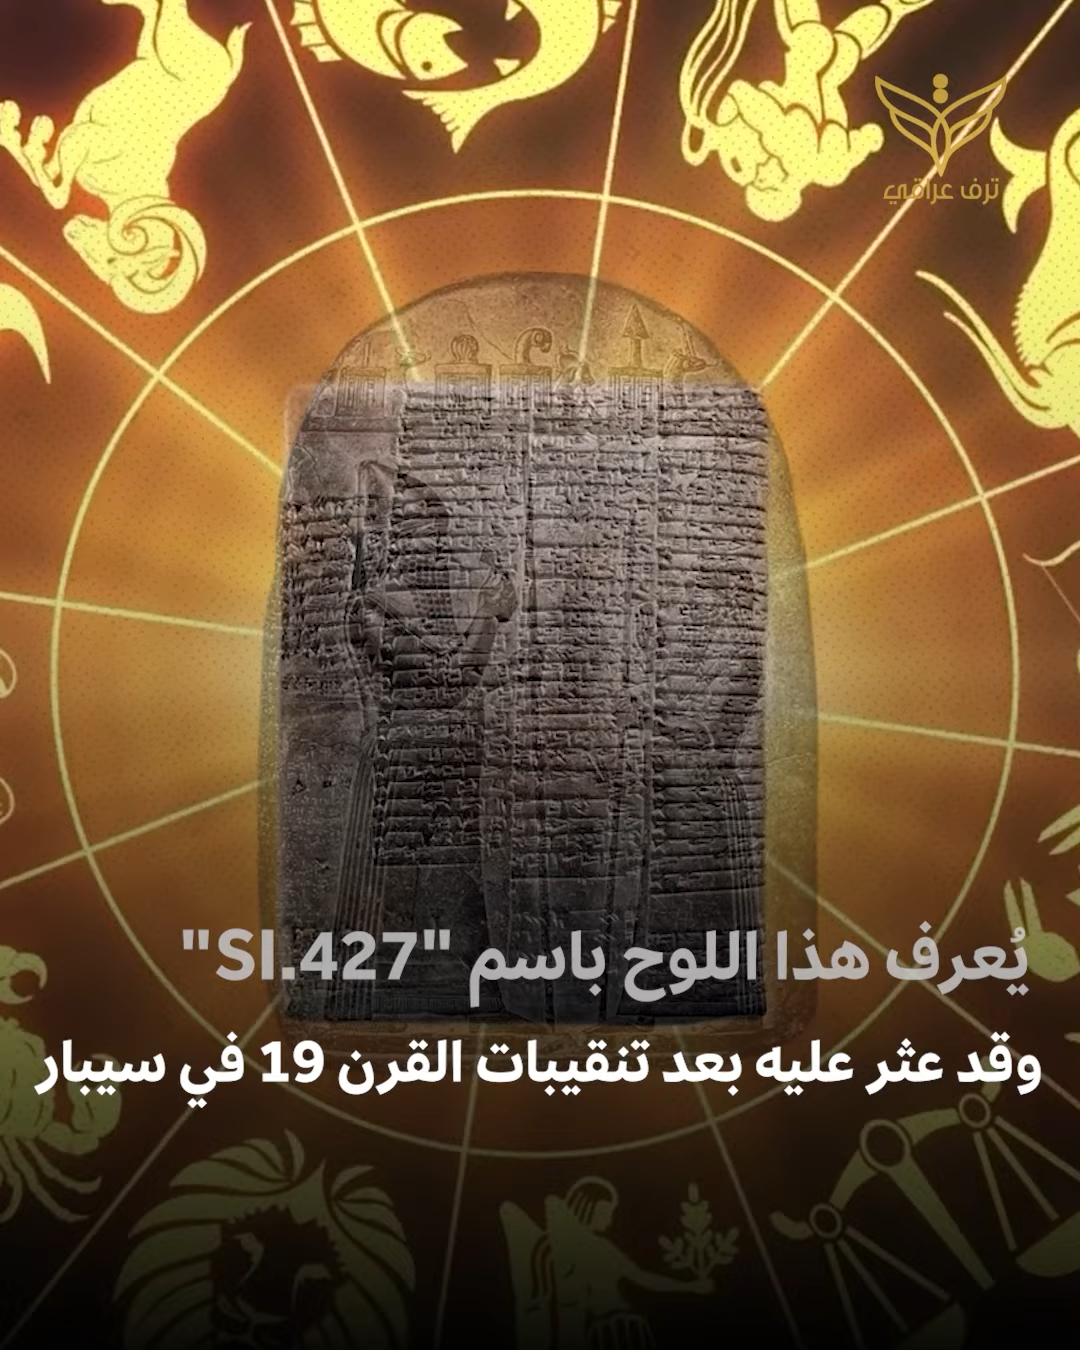 ترف عراقي
يُعرف هذا اللوح باسم "SI.427"
وقد عثر عليه بعد تنقيبات القرن 19 في سيبار